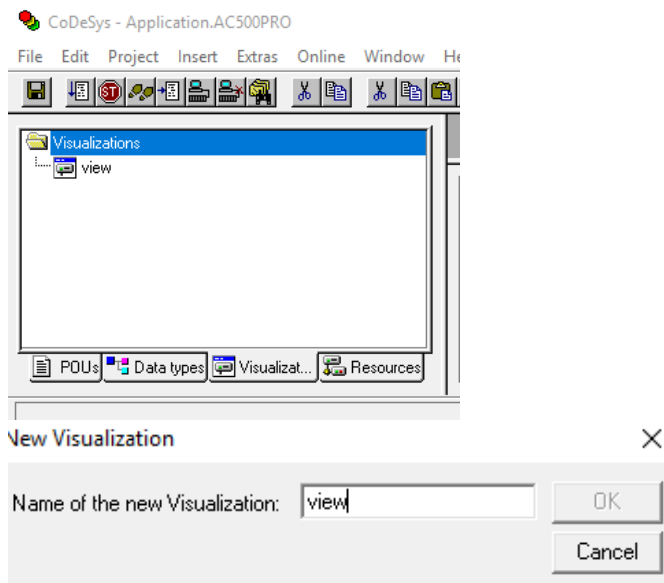 CoDeSys - Application.AC500PRO
File Edit Project Insert Extras Online Window He
Visualizations
view
POUs Data types Visualizat... Resources
New Visualization
Name of the new Visualization: view OK
Cancel